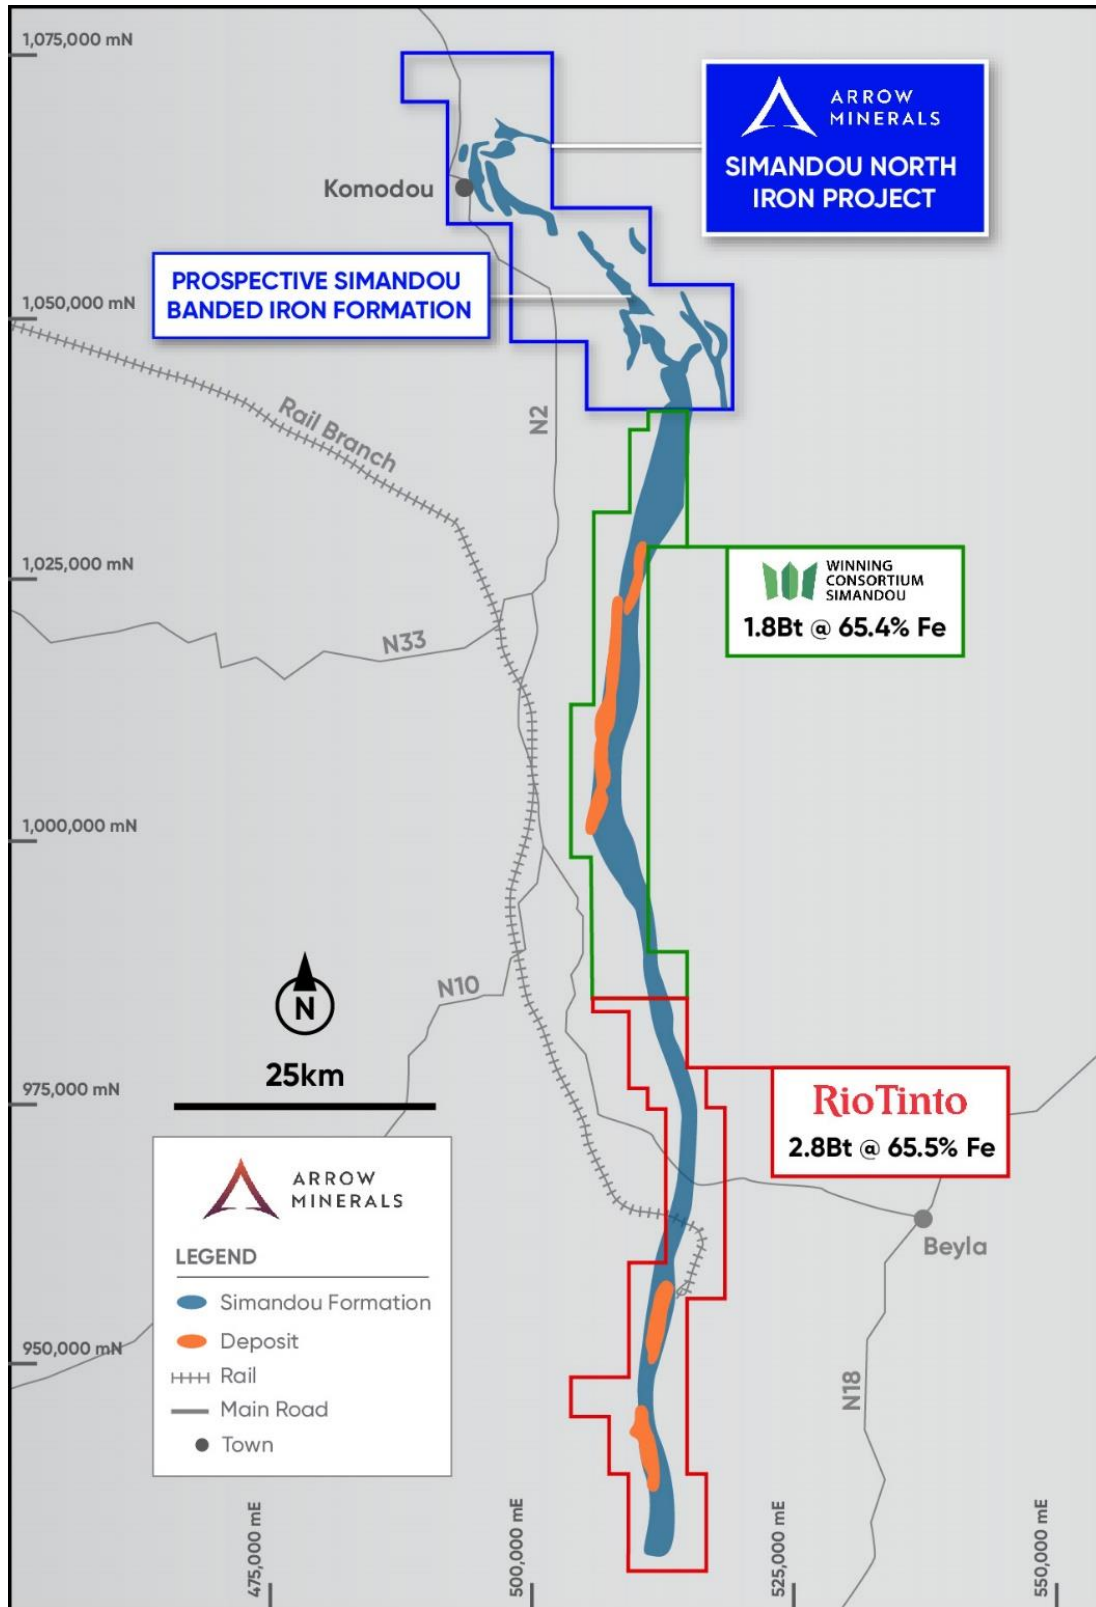 1,075,000 mN
ARROW
MINERALS
SIMANDOU NORTH
IRON PROJECT
Komodou
PROSPECTIVE SIMANDOU
BANDED IRON FORMATION
1,050,000 mN
Rail Branch
N2
1,025,000 mN
WINNING
CONSORTIUM
SIMANDOU
1.8Bt @ 65.4% Fe
N33
1,000,000 mN
N10
N
25km
975,000 mN
RioTinto
2.8Bt @ 65.5% Fe
Beyla
ARROW
MINERALS
LEGEND
Simandou Formation
Deposit
Rail
Main Road
Town
950,000 mN
N18
475,000 mE
500,000 mE
525,000 mE
550,000 mE